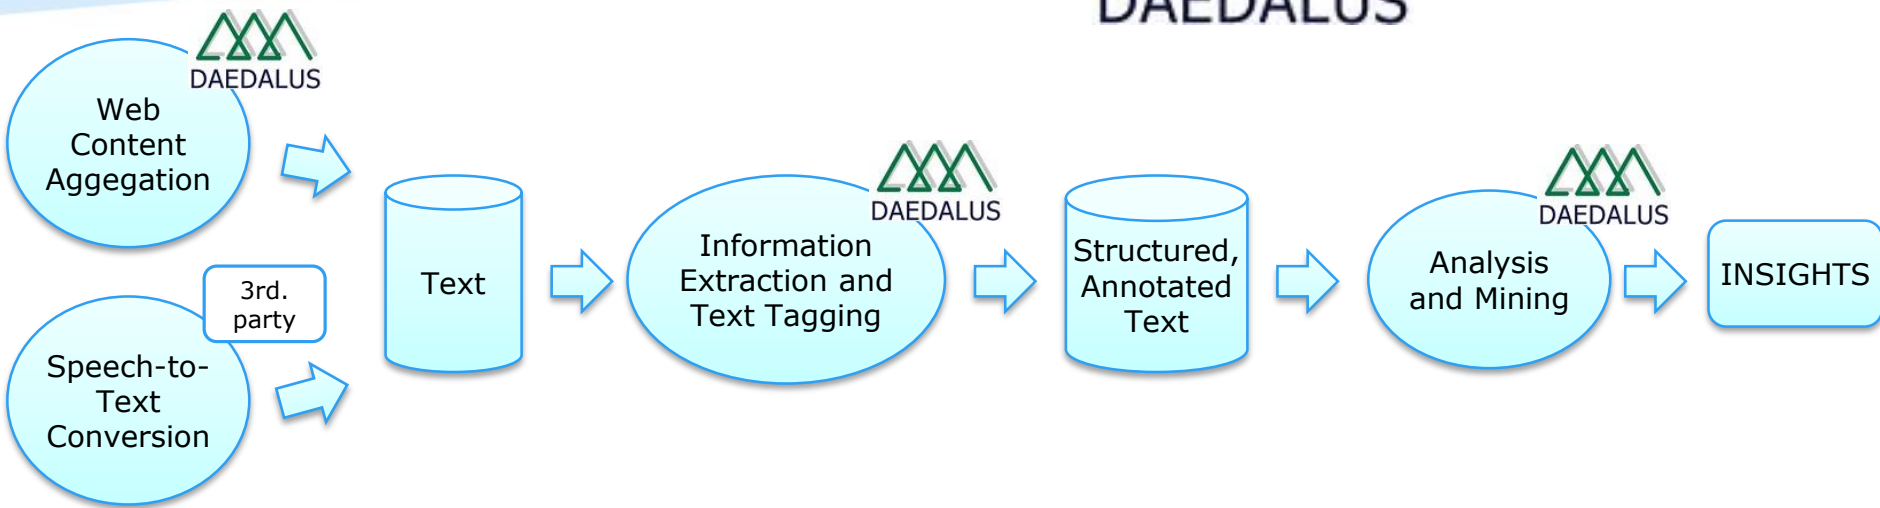 DAEDALUS
DAEDALUS
Web
Content
Aggegation
3rd.
party
Speech-to-
Text
Conversion
Text
DAEDALUS
Information
Extraction and
Text Tagging
Structured,
Annotated
Text
DAEDALUS
Analysis
and Mining
INSIGHTS